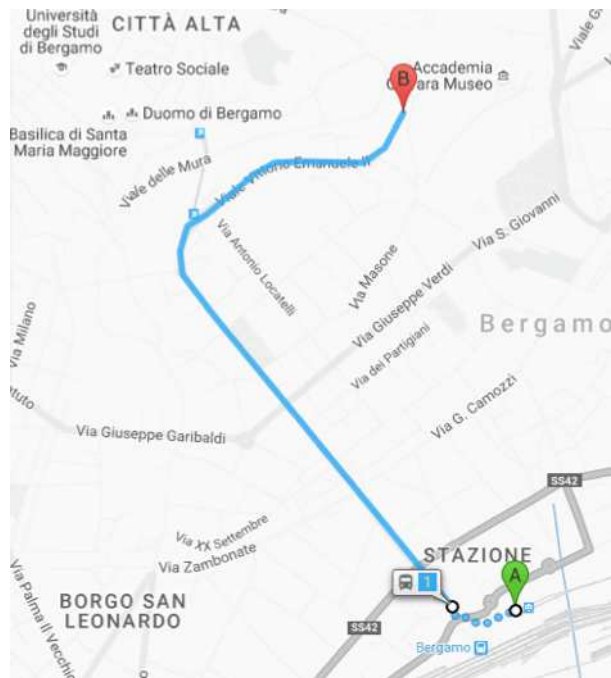 Università
degli Studi
di Bergamo
CITTÀ ALTA
Teatro Sociale
Duomo di Bergamo
Basilica di Santa
Maria Maggiore
B
Accademia
Museo
Viale G
Viale delle Mura
Viale Vittorio Emanuele II
Via Antonio Locatelli
Via S. Giovanni
Via Masone
Via Giuseppe Verdi
Bergamo
Via Milano
Via dei Partigiani
Via G. Camozzi
Via Giuseppe Garibaldi
SS42
Via XX Settembre
Via Zambonate
STAZIONE
A
1
BORGO SAN
LEONARDO
Via Palma Il Vecchio
SS42
Bergamo